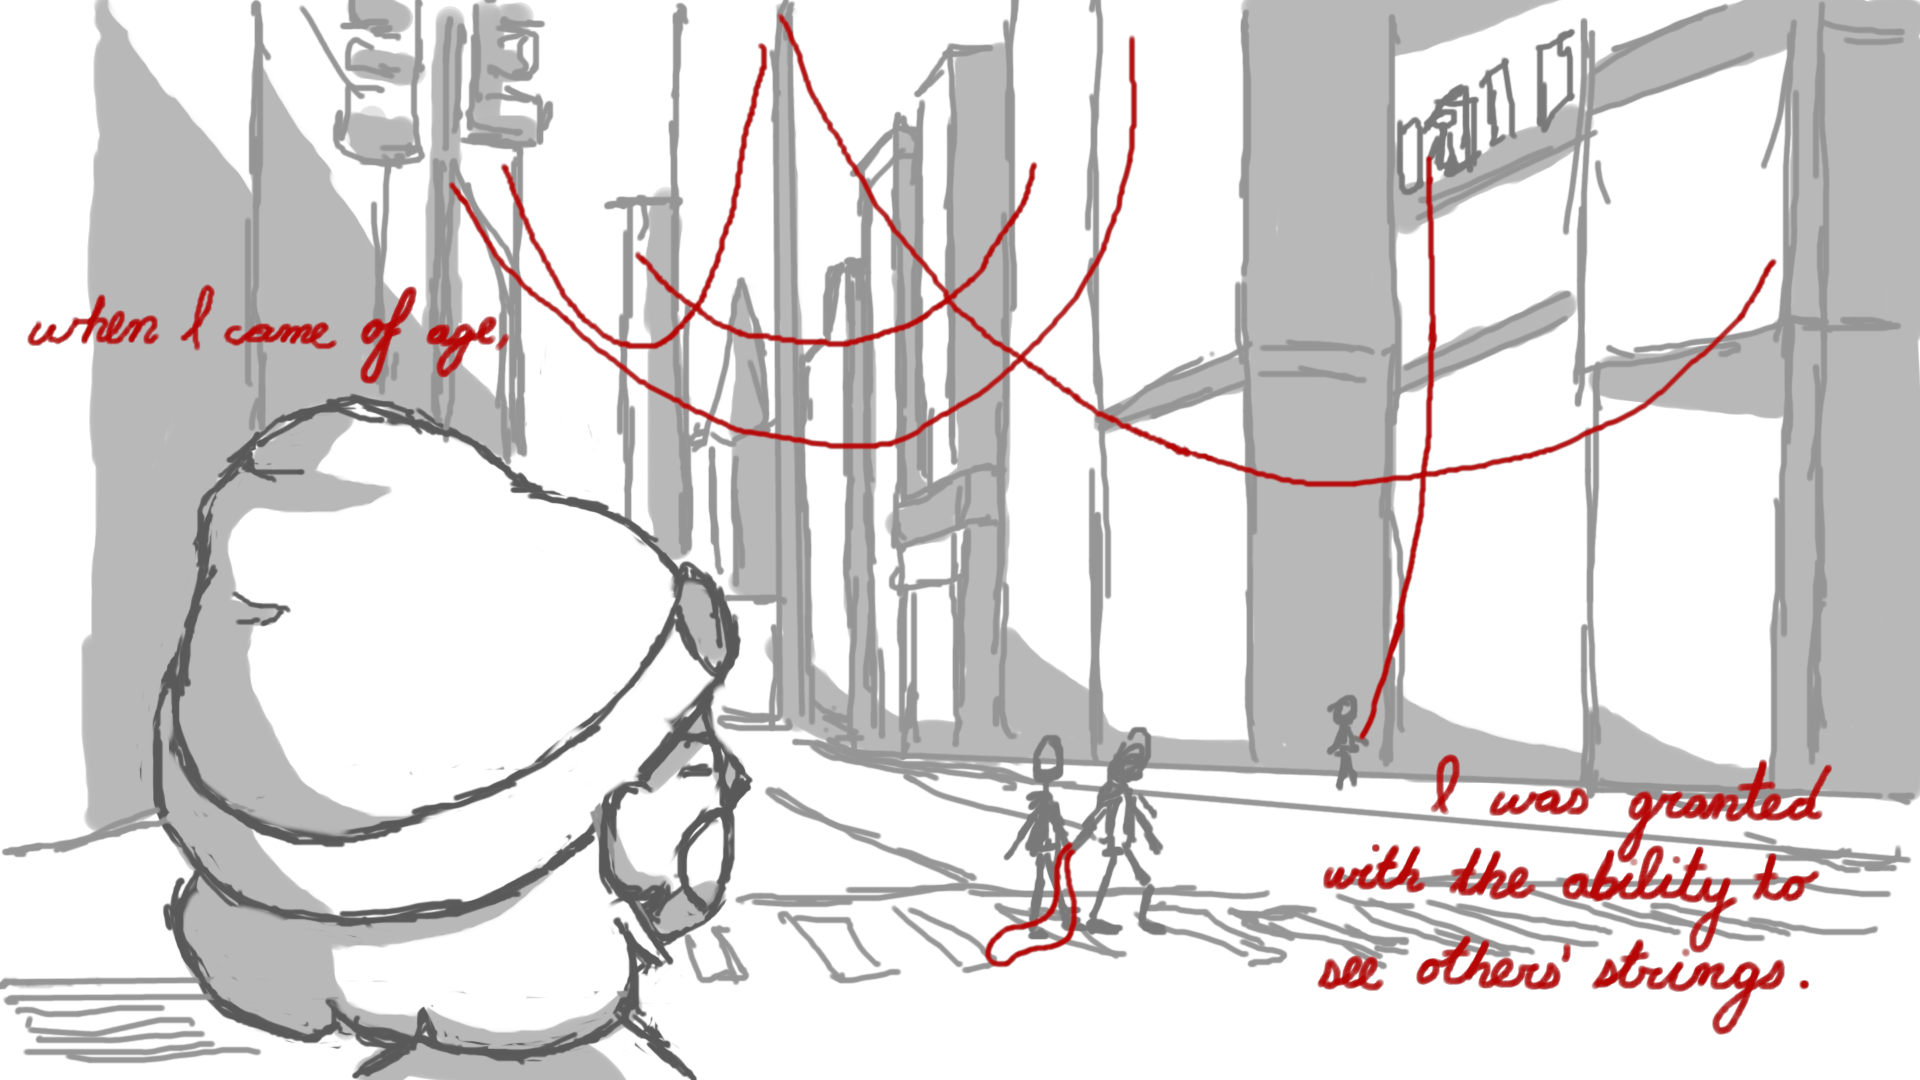 when I came of age,
I was granted
with the ability to
see others' strings.